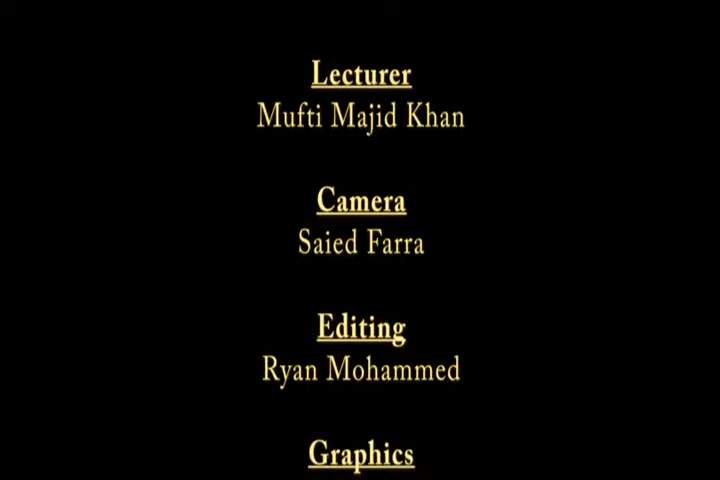 Lecturer
Mufti Majid Khan
Camera
Saied Farra
Editing
Ryan Mohammed
Graphics